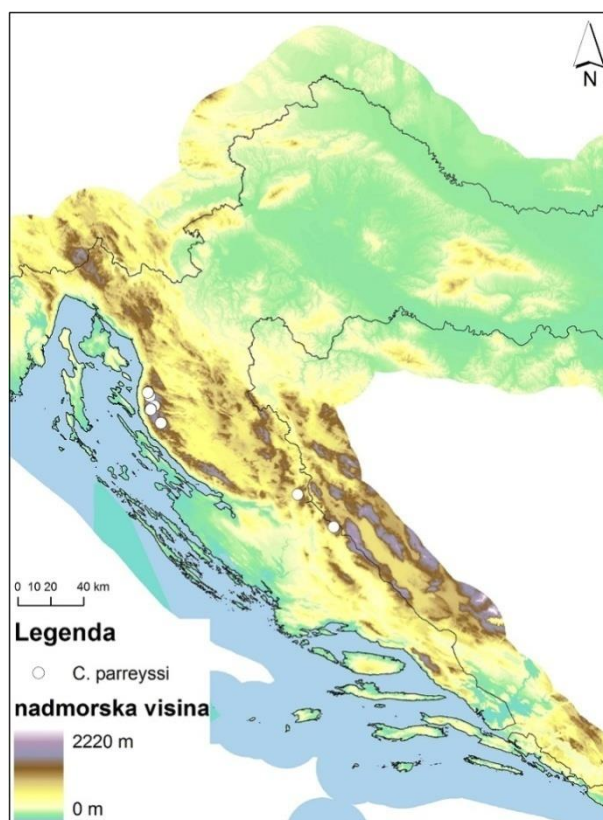 N
0 10 20 40 km
Legenda
C. parreyssi
nadmorska visina
2220 m
0 m